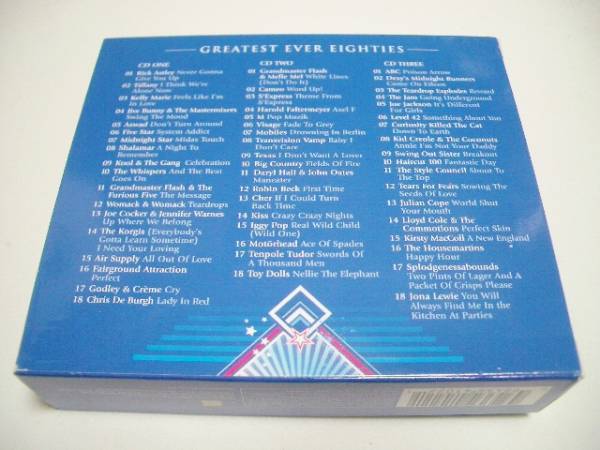 GREATEST EVER EIGHTIES
CD ONE
01 Rick Astley Never Gonna
Give You Up
02 Tiffany I Think We're
Alone Now
03 Kelly Marie Feels Like I'm
In Love
04 Jive Bunny & The Mastermixers
Swing The Mood
05 Aswad Don't Turn Around
06 Five Star System Addict
07 Midnight Star Midas Touch
08 Shalamar A Night To
Remember
09 Kool & The Gang Celebration
10 The Whispers And The Beat
Goes On
11 Grandmaster Flash & The
Furious Five The Message
12 Womack & Womack Teardrops
13 Joe Cocker & Jennifer Warnes
Up Where We Belong
14 The Korgis (Everybody's
Gotta Learn Sometime)
I Need Your Loving
15 Air Supply All Out Of Love
16 Fairground Attraction
Perfect
17 Godley & Crème Cry
18 Chris De Burgh Lady In Red
CD TWO
01 Grandmaster Flash
& Melle Mel White Lines
(Don't Do It)
02 Cameo Word Up!
03 S'Express Theme From
S'Express
04 Harold Faltermeyer Axel F
05 M Pop Muzik
06 Visage Fade To Grey
07 Mobiles Drowning In Berlin
08 Transvision Vamp Baby I
Don't Care
09 Texas I Don't Want A Lover
10 Big Country Fields Of Fire
11 Daryl Hall & John Oates
Maneater
12 Robin Beck First Time
13 Cher If I Could Turn
Back Time
14 Kiss Crazy Crazy Nights
15 Iggy Pop Real Wild Child
(Wild One)
16 Motörhead Ace Of Spades
17 Tenpole Tudor Swords Of
A Thousand Men
18 Toy Dolls Nellie The Elephant
CD THREE
01 ABC Poison Arrow
02 Dexy's Midnight Runners
Come On Eileen
03 The Teardrop Explodes Reward
04 The Jam Going Underground
05 Joe Jackson It's Different
For Girls
06 Level 42 Something About You
07 Curiosity Killed The Cat
Down To Earth
08 Kid Creole & The Coconuts
Annie I'm Not Your Daddy
09 Swing Out Sister Breakout
10 Haircut 100 Fantastic Day
11 The Style Council Shout To
The Top
12 Tears For Fears Sowing The
Seeds Of Love
13 Julian Cope World Shut
Your Mouth
14 Lloyd Cole & The
Commotions Perfect Skin
15 Kirsty MacColl A New England
16 The Housemartins
Happy Hour
17 Splodgenessabounds
Two Pints Of Lager And A
Packet Of Crisps Please
18 Jona Lewie You Will
Always Find Me In the
Kitchen At Parties